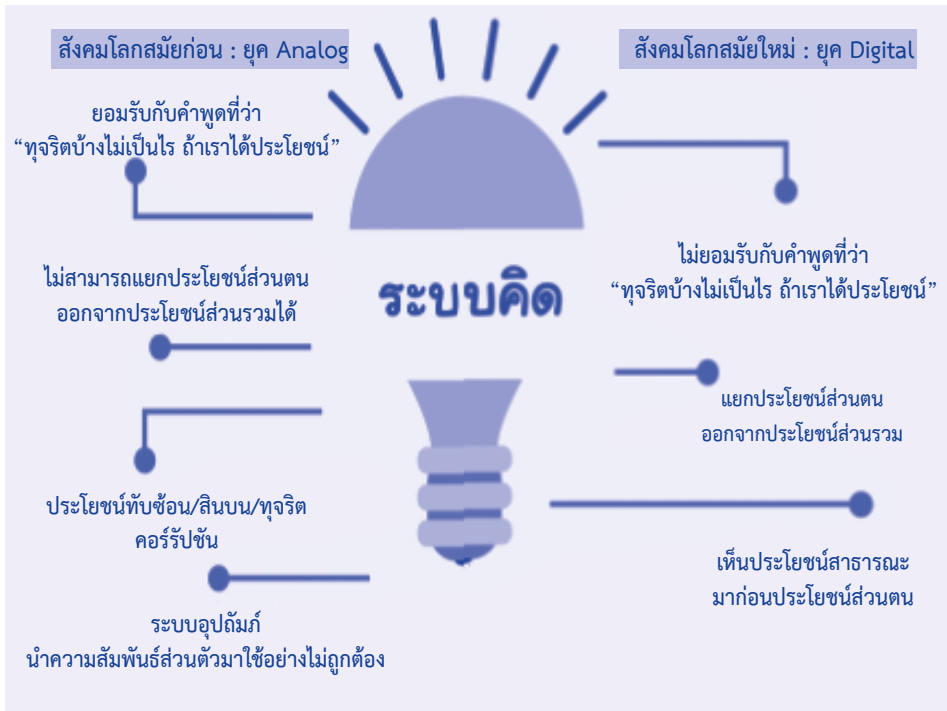 สังคมโลกสมัยก่อน : ยุค Analog
ยอมรับกับคำพูดที่ว่า
“ทุจริตบ้างไม่เป็นไร ถ้าเราได้ประโยชน์”
ไม่สามารถแยกประโยชน์ส่วนตน
ออกจากประโยชน์ส่วนรวมได้
ประโยชน์ทับซ้อน/สินบน/ทุจริต
คอร์รัปชัน
ระบบอุปถัมภ์
นำความสัมพันธ์ส่วนตัวมาใช้อย่างไม่ถูกต้อง
ระบบคิด
สังคมโลกสมัยใหม่ : ยุค Digital
ไม่ยอมรับกับคำพูดที่ว่า
“ทุจริตบ้างไม่เป็นไร ถ้าเราได้ประโยชน์”
แยกประโยชน์ส่วนตน
ออกจากประโยชน์ส่วนรวม
เห็นประโยชน์สาธารณะ
มาก่อนประโยชน์ส่วนตน